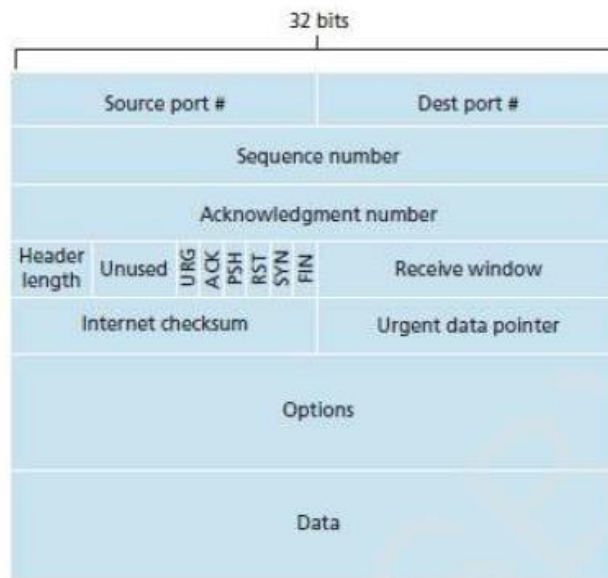 32 bits
Source port # Dest port #
Sequence number
Acknowledgment number
Header length Unused URG ACK PSH RST SYN FIN Receive window
Internet checksum Urgent data pointer
Options
Data